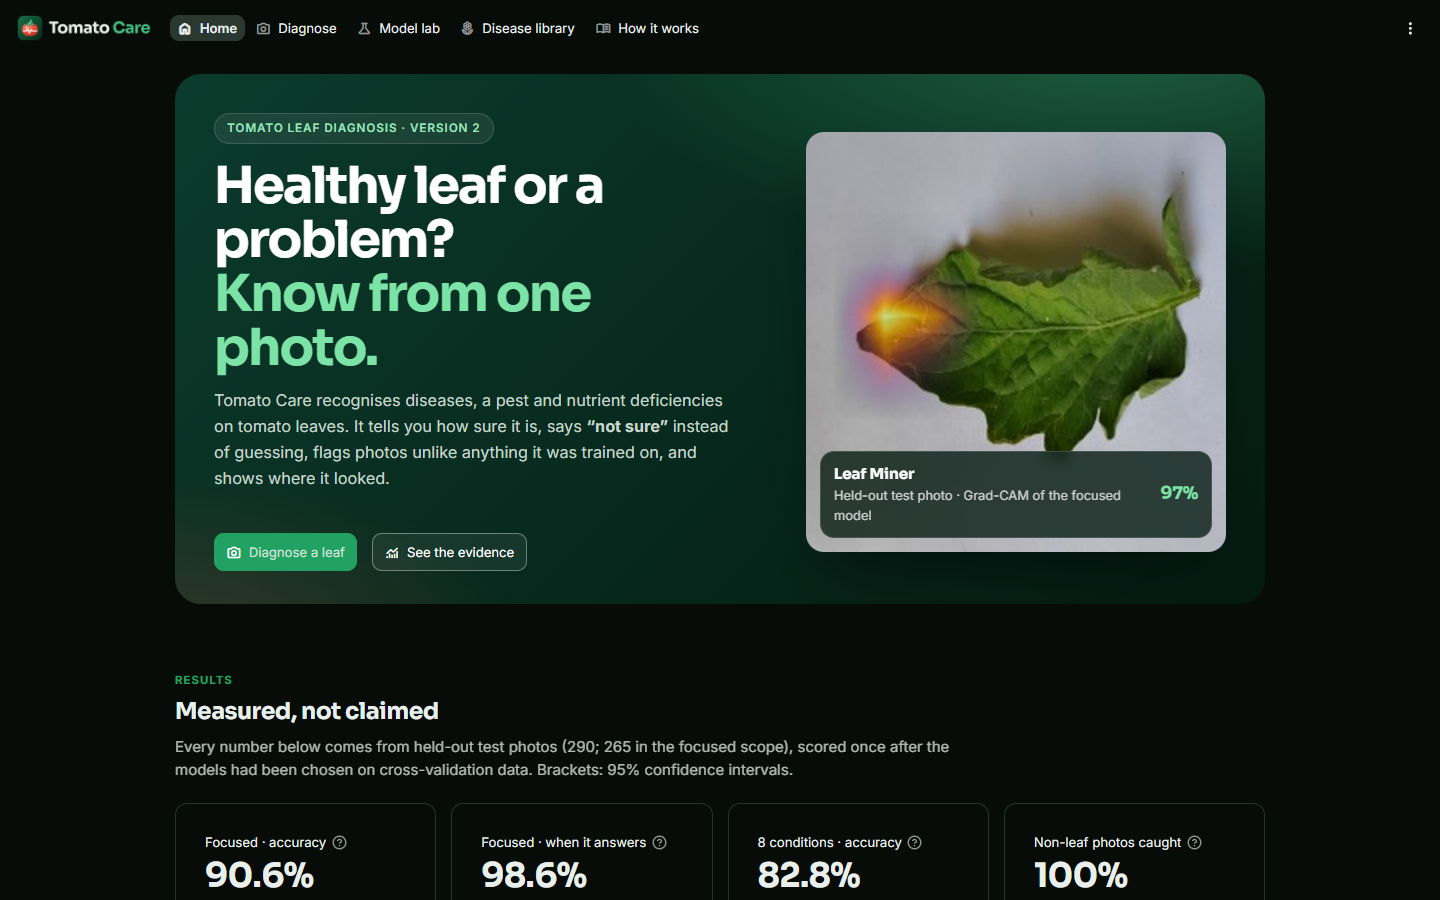 Tomato Care
Home
Diagnose
Model lab
Disease library
How it works
TOMATO LEAF DIAGNOSIS · VERSION 2
Healthy leaf or a
problem?
Know from one
photo.
Tomato Care recognises diseases, a pest and nutrient deficiencies
on tomato leaves. It tells you how sure it is, says “not sure” instead
of guessing, flags photos unlike anything it was trained on, and
shows where it looked.
Diagnose a leaf
See the evidence
Leaf Miner
Held-out test photo · Grad-CAM of the focused
model
97%
RESULTS
Measured, not claimed
Every number below comes from held-out test photos (290; 265 in the focused scope), scored once after the
models had been chosen on cross-validation data. Brackets: 95% confidence intervals.
Focused · accuracy
90.6%
Focused · when it answers
98.6%
8 conditions · accuracy
82.8%
Non-leaf photos caught
100%